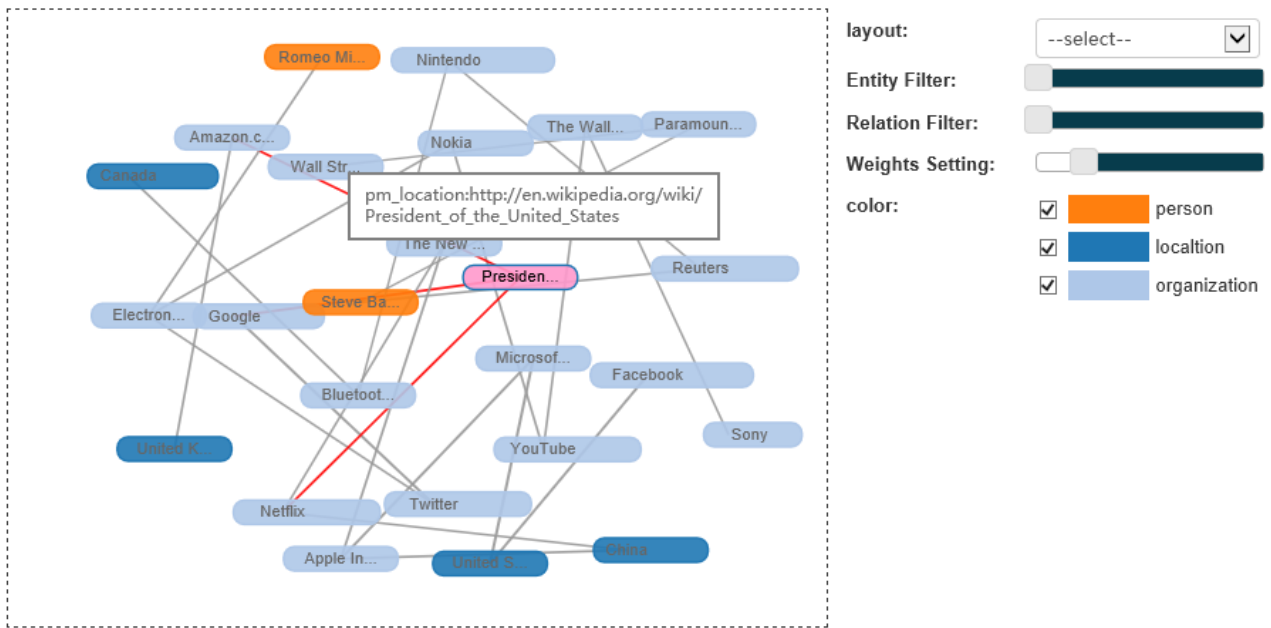 Romeo Mi...
Nintendo
Amazon.c...
Nokia
The Wall...
Paramoun...
Wall Str...
Canada
pm_location:http://en.wikipedia.org/wiki/
President_of_the_United_States
The New ...
Presiden...
Reuters
Steve Ba...
Electron...
Google
Microsof...
Facebook
Bluetoot...
United K...
YouTube
Sony
Netflix
Twitter
Apple In...
United S...
China
layout:
--select--
Entity Filter:
Relation Filter:
Weights Setting:
color:
person
localtion
organization